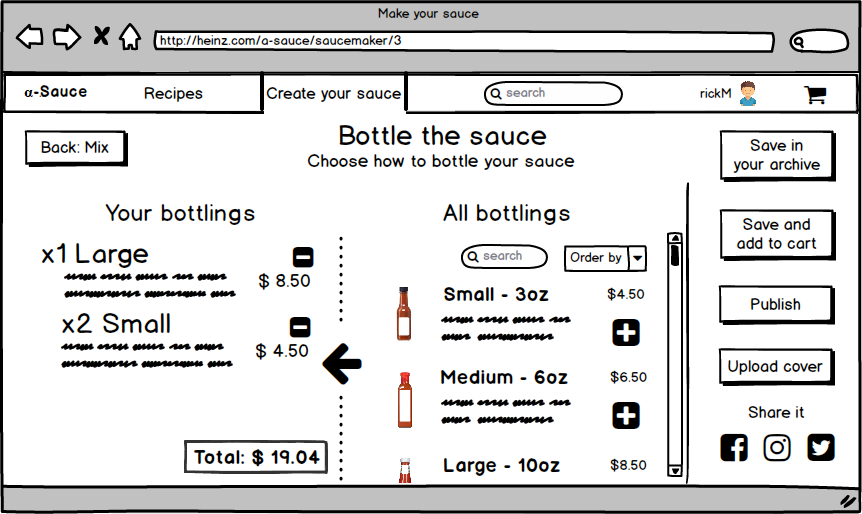 Make your sauce
http://heinz.com/a-sauce/saucemaker/3
α-Sauce
Recipes
Create your sauce
search
rickM
Back: Mix
Bottle the sauce
Choose how to bottle your sauce
Save in
your archive
Your bottlings
x1 Large
$ 8.50
x2 Small
$ 4.50
Total: $ 19.04
All bottlings
search
Order by
Small - 3oz
$4.50
Medium - 6oz
$6.50
Large - 10oz
$8.50
Save and
add to cart
Publish
Upload cover
Share it